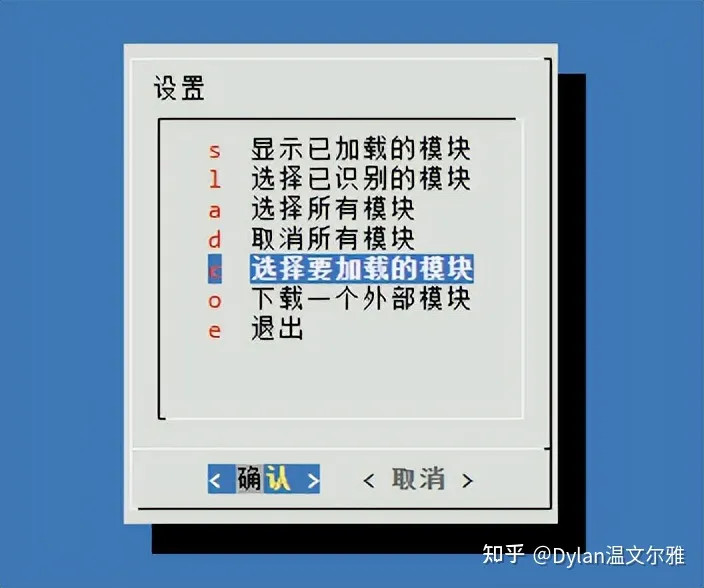 设置
s 显示已加载的模块
l 选择已识别的模块
a 选择所有模块
d 取消所有模块
c 选择要加载的模块
o 下载一个外部模块
e 退出
< 确认 > < 取消 >
知乎 @Dylan温文尔雅